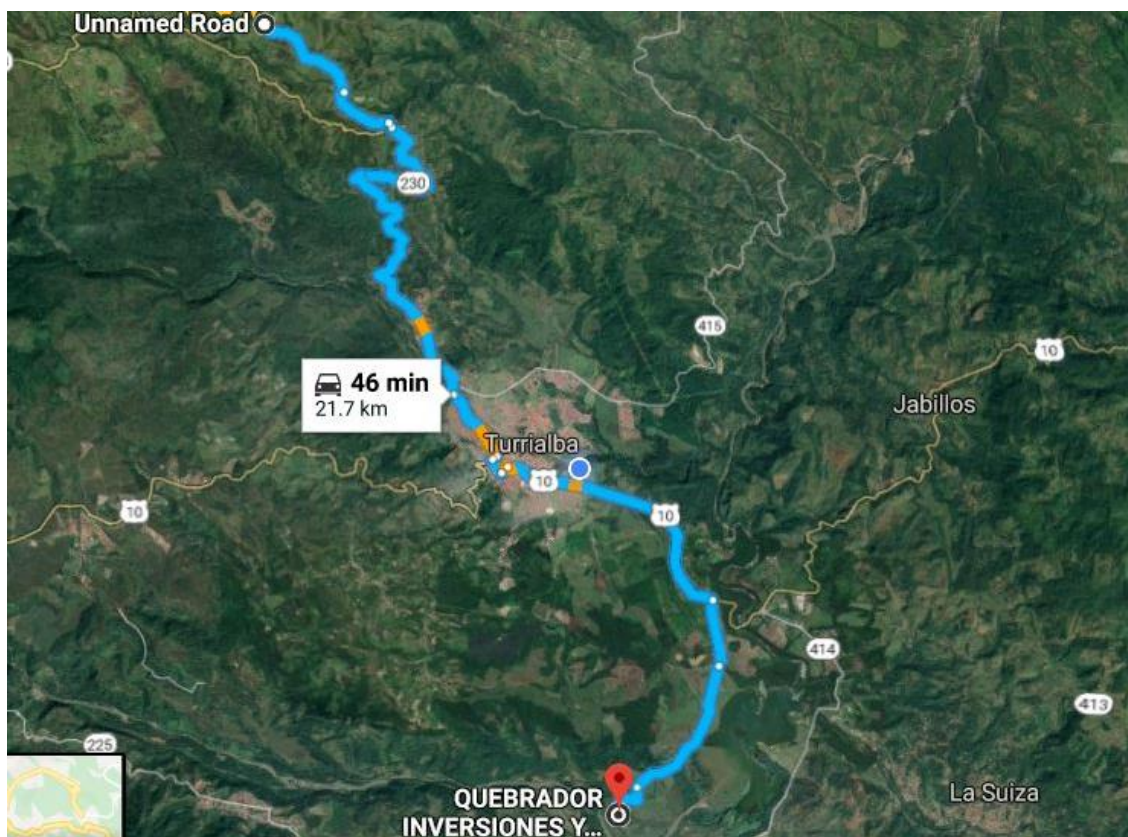 Unnamed Road
230
415
10
46 min
21.7 km
Jabillos
Turrialba
10
10
10
414
413
225
QUEBRADOR
INVERSIONES Y...
La Suiza